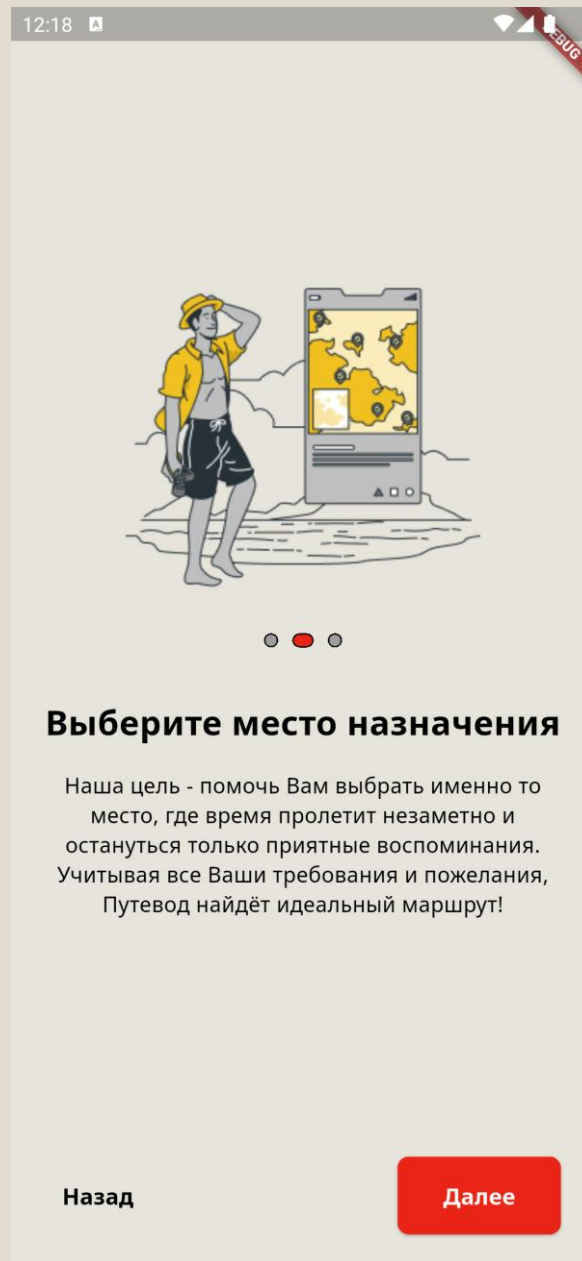 12:18
DEBUG
Выберите место назначения
Наша цель - помочь Вам выбрать именно то
место, где время пролетит незаметно и
остануться только приятные воспоминания.
Учитывая все Ваши требования и пожелания,
Путевод найдёт идеальный маршрут!
Назад
Далее